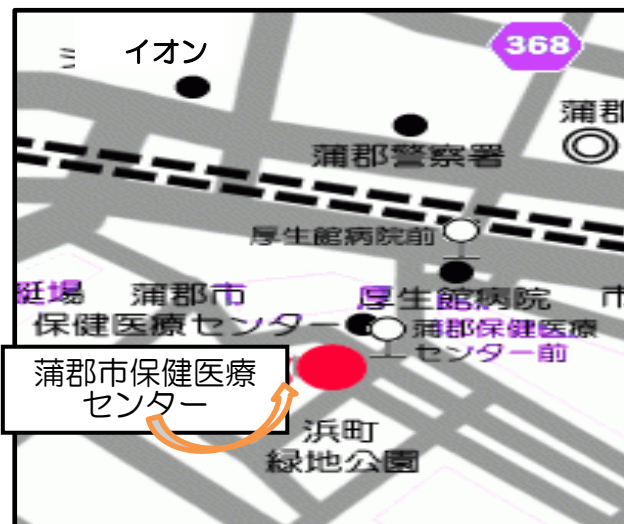 イオン
368
蒲郡
蒲郡警察署
厚生館病院前
艇場
蒲郡市
保健医療センター
厚生館病院
市
蒲郡保健医療
センター前
蒲郡市保健医療
センター
浜町
緑地公園